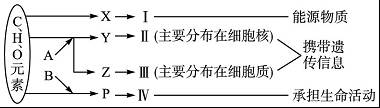 C、H、O元素
X
Ⅰ
能源物质
Y
Ⅱ(主要分布在细胞核)
A
携带遗传信息
B
Z
Ⅲ(主要分布在细胞质)
P
Ⅳ
承担生命活动